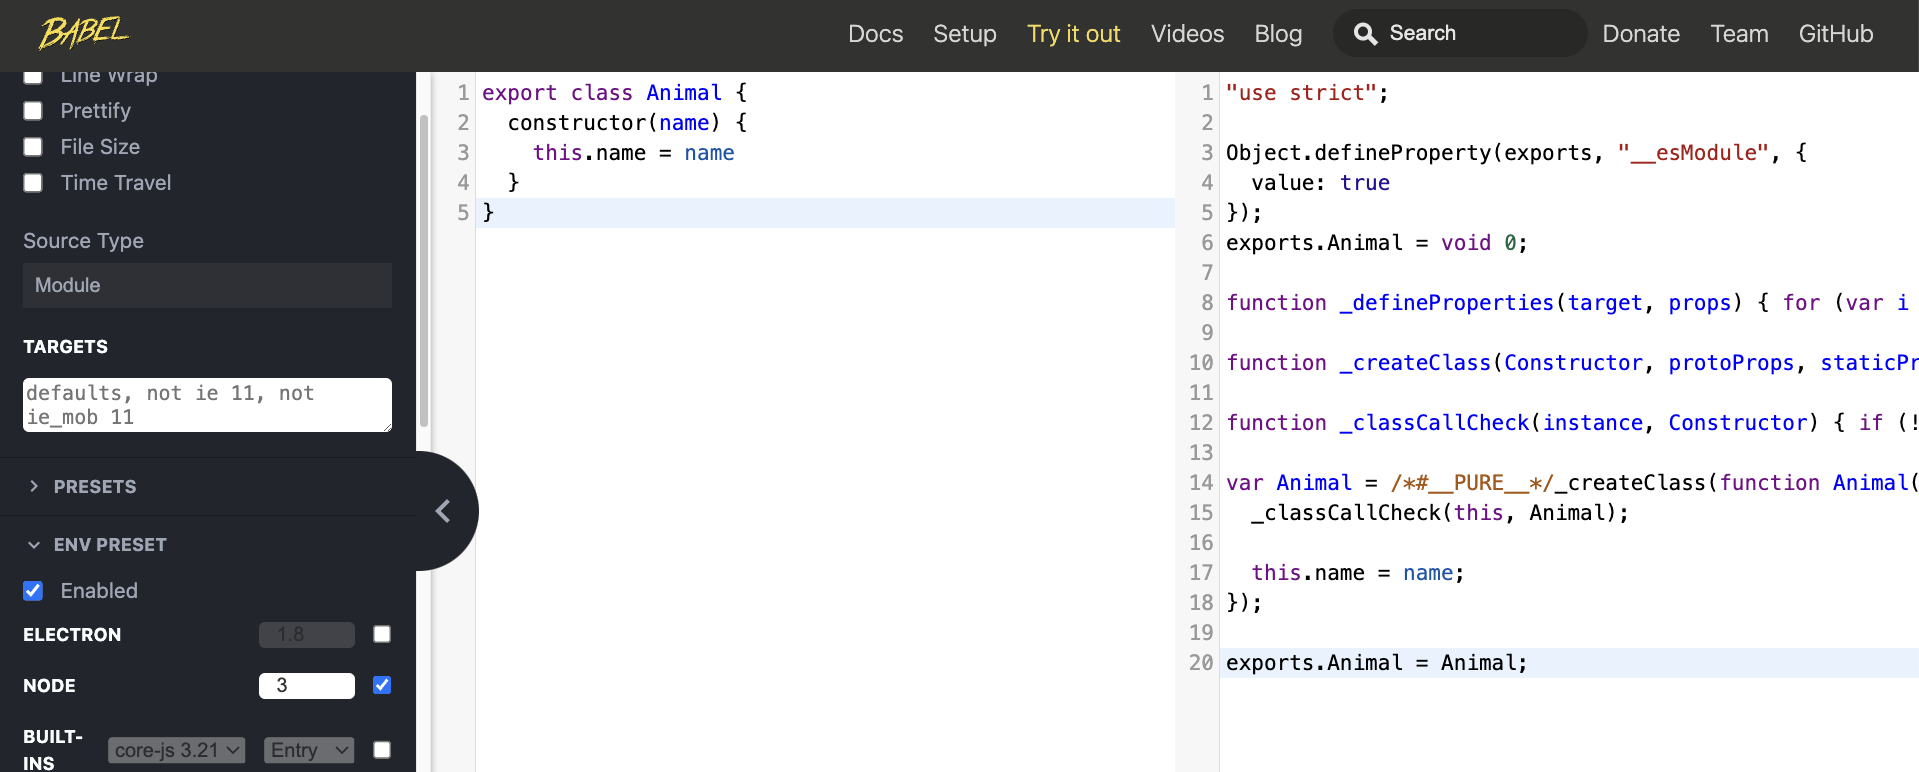 BABEL
Docs Setup Try it out Videos Blog Search Donate Team GitHub
Line Wrap
Prettify
File Size
Time Travel
Source Type
Module
TARGETS
defaults, not ie 11, not
ie_mob 11
PRESETS
ENV PRESET
Enabled
ELECTRON 1.8
NODE 3
BUILT-
INS core-js 3.21 Entry
1 export class Animal {
2   constructor(name) {
3     this.name = name
4   }
5 }
1 "use strict";
2
3 Object.defineProperty(exports, "__esModule", {
4   value: true
5 });
6 exports.Animal = void 0;
7
8 function _defineProperties(target, props) { for (var i
9
10 function _createClass(Constructor, protoProps, staticPr
11
12 function _classCallCheck(instance, Constructor) { if (!
13
14 var Animal = /*#__PURE__*/_createClass(function Animal(
15   _classCallCheck(this, Animal);
16
17   this.name = name;
18 });
19
20 exports.Animal = Animal;